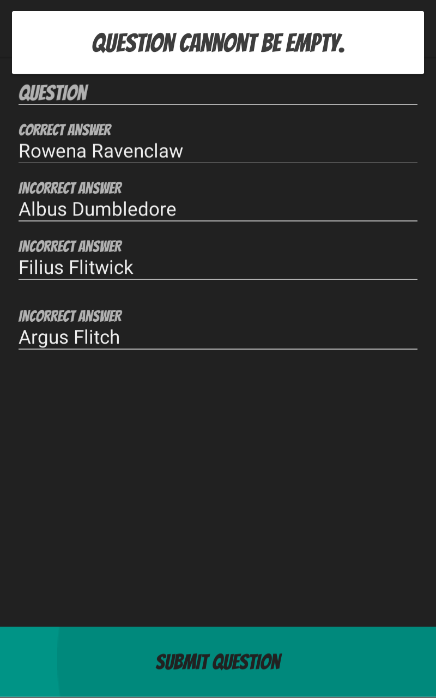 QUESTION CANNONT BE EMPTY.
QUESTION
CORRECT ANSWER
Rowena Ravenclaw
INCORRECT ANSWER
Albus Dumbledore
INCORRECT ANSWER
Filius Flitwick
INCORRECT ANSWER
Argus Flitch
SUBMIT QUESTION